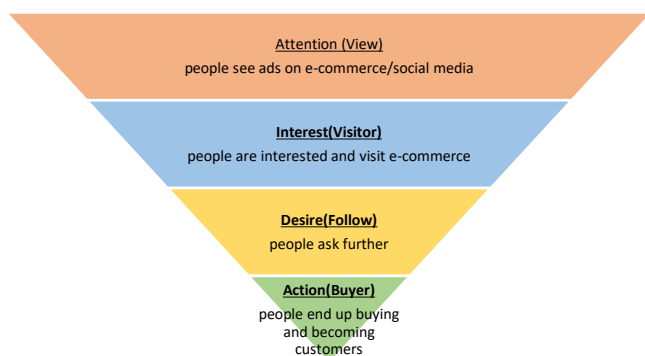 Attention (View)
people see ads on e-commerce/social media
Interest(Visitor)
people are interested and visit e-commerce
Desire(Follow)
people ask further
Action(Buyer)
people end up buying
and becoming
customers